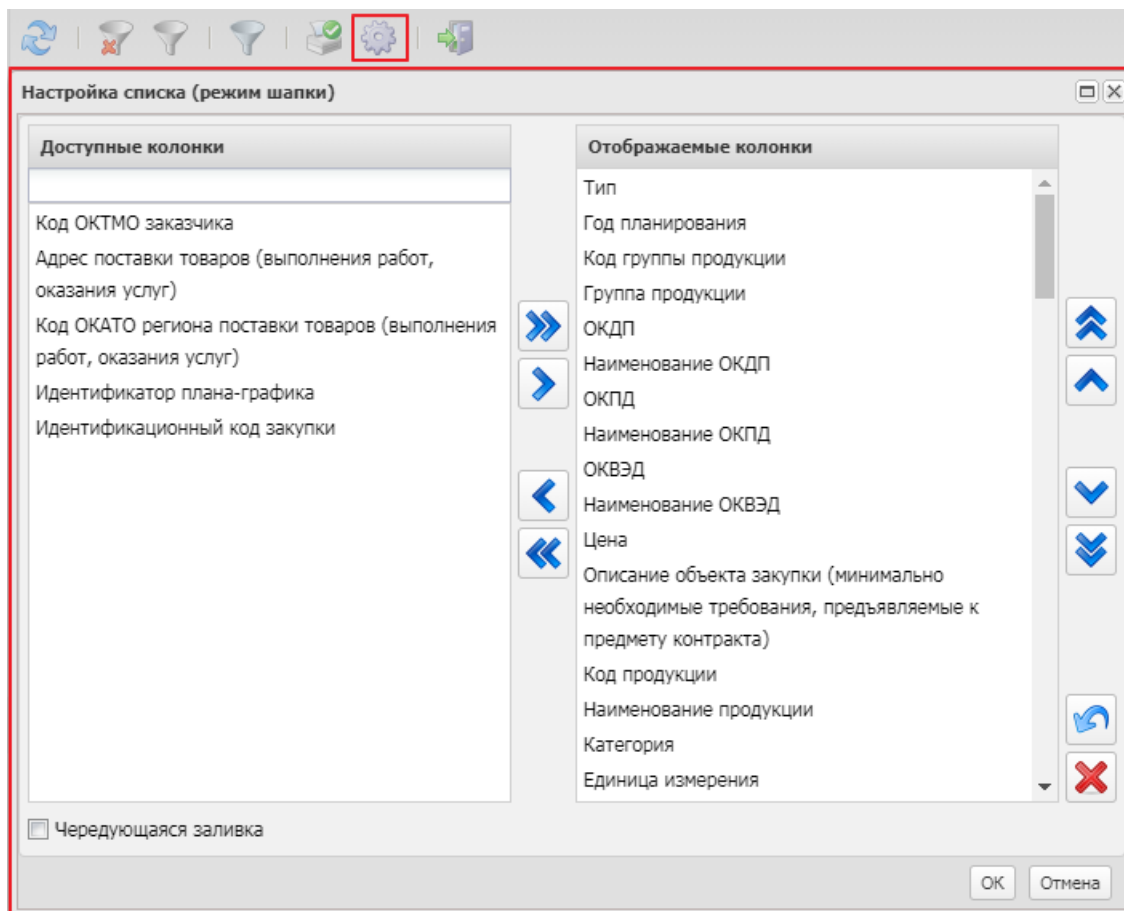 Настройка списка (режим шапки)
Доступные колонки
Код ОКТМО заказчика
Адрес поставки товаров (выполнения работ,
оказания услуг)
Код ОКАТО региона поставки товаров (выполнения
работ, оказания услуг)
Идентификатор плана-графика
Идентификационный код закупки
Отображаемые колонки
Тип
Год планирования
Код группы продукции
Группа продукции
ОКДП
Наименование ОКДП
ОКПД
Наименование ОКПД
ОКВЭД
Наименование ОКВЭД
Цена
Описание объекта закупки (минимально
необходимые требования, предъявляемые к
предмету контракта)
Код продукции
Наименование продукции
Категория
Единица измерения
Чередующаяся заливка
ОК
Отмена